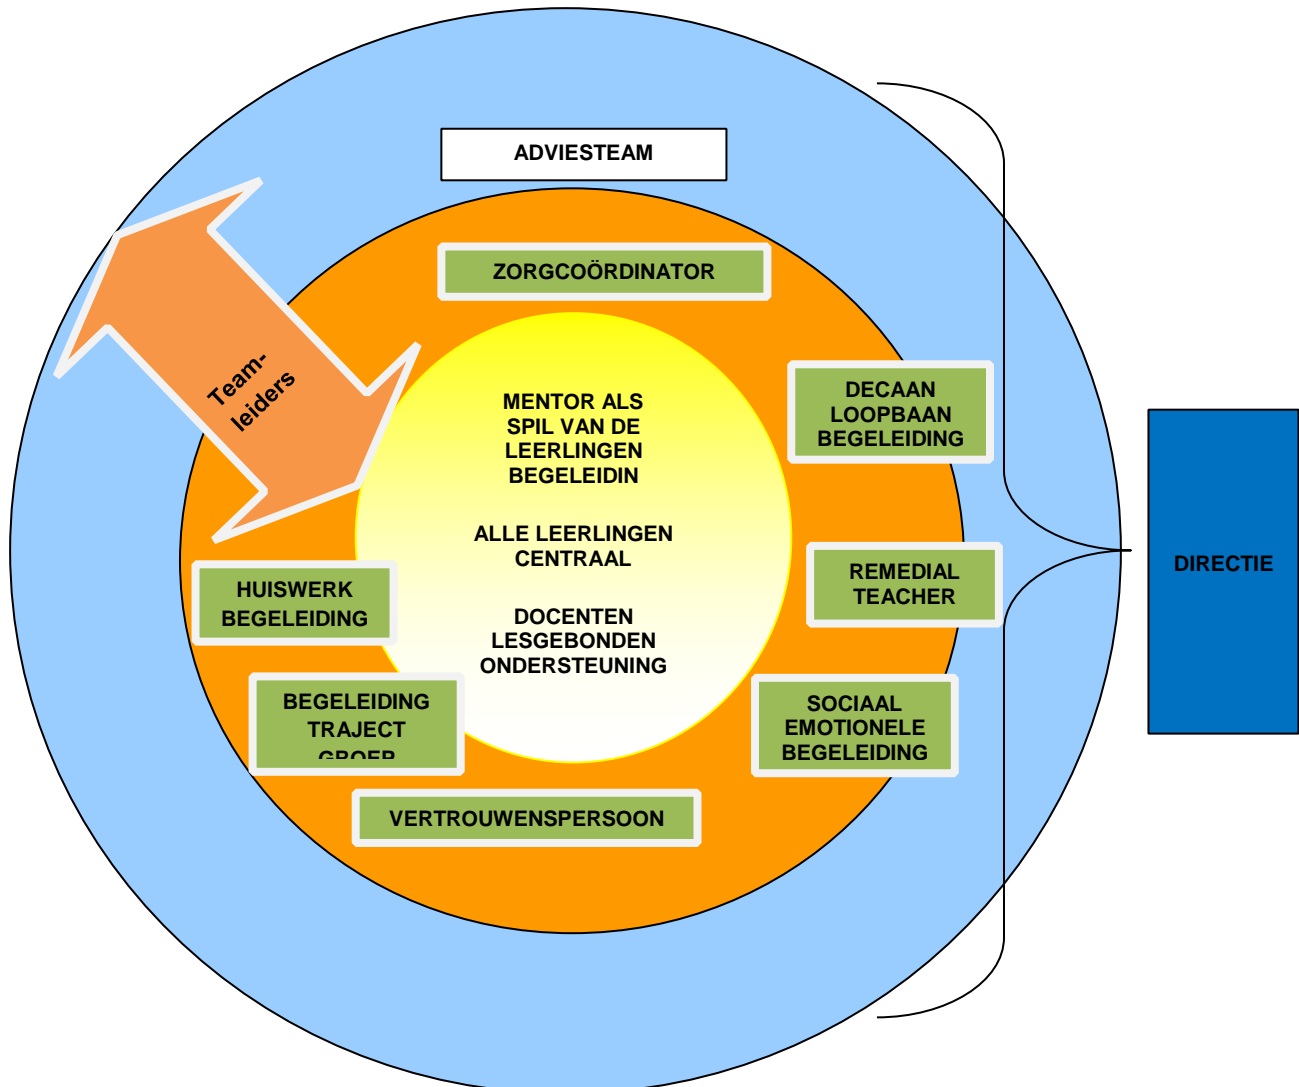 ADVIESTEAM
ZORGCOÖRDINATOR
Team-
leiders
MENTOR ALS
SPIL VAN DE
LEERLINGEN
BEGELEIDIN
ALLE LEERLINGEN
CENTRAAL
DOCENTEN
LESGEBONDEN
ONDERSTEUNING
DECAAN
LOOPBAAN
BEGELEIDING
REMEDIAL
TEACHER
SOCIAAL
EMOTIONELE
BEGELEIDING
HUISWERK
BEGELEIDING
BEGELEIDING
TRAJECT
GROEP
VERTROUWENSPERSOON
DIRECTIE